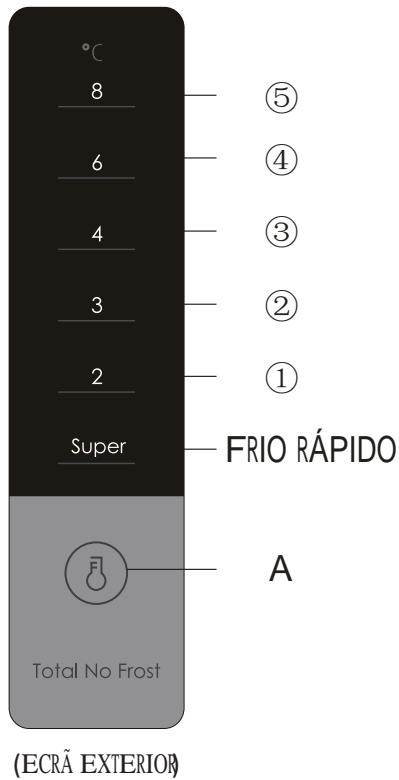 °C
8 ⑤
6 ④
4 ③
3 ②
2 ①
Super FRIO RÁPIDO
A
Total No Frost
(ECRÃ EXTERIOR)